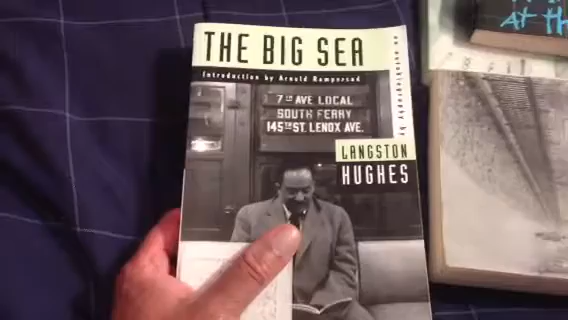 THE BIG SEA
Introduction by Arnold Rampersad
an autobiography by
7TH AVE LOCAL
SOUTH FERRY
145TH ST. LENOX AVE.
LANGSTON
HUGHES
AT